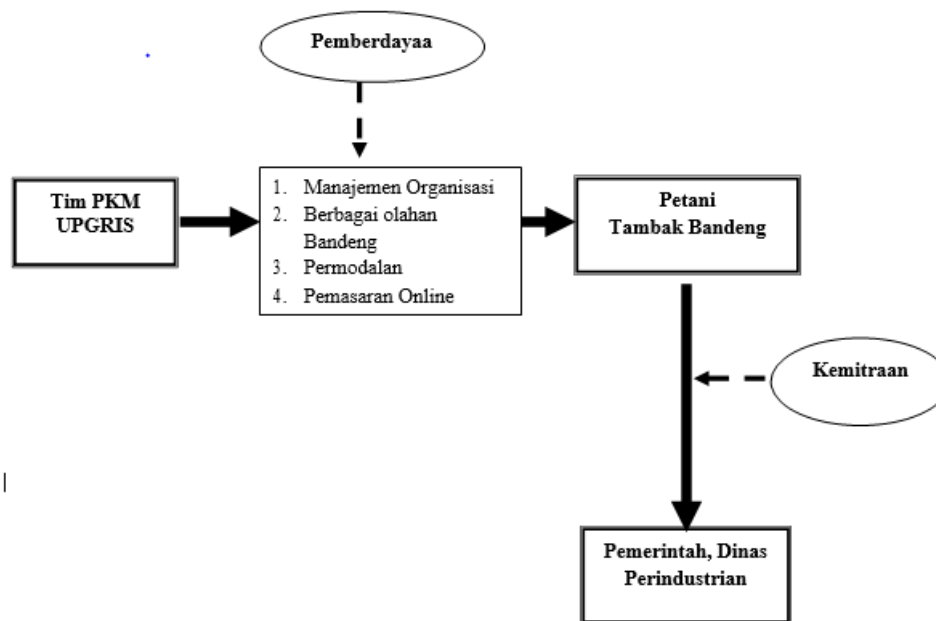 Pemberdayaa
Tim PKM
UPGRIS
1. Manajemen Organisasi
2. Berbagai olahan
Bandeng
3. Permodalan
4. Pemasaran Online
Petani
Tambak Bandeng
Kemitraan
Pemerintah, Dinas
Perindustrian